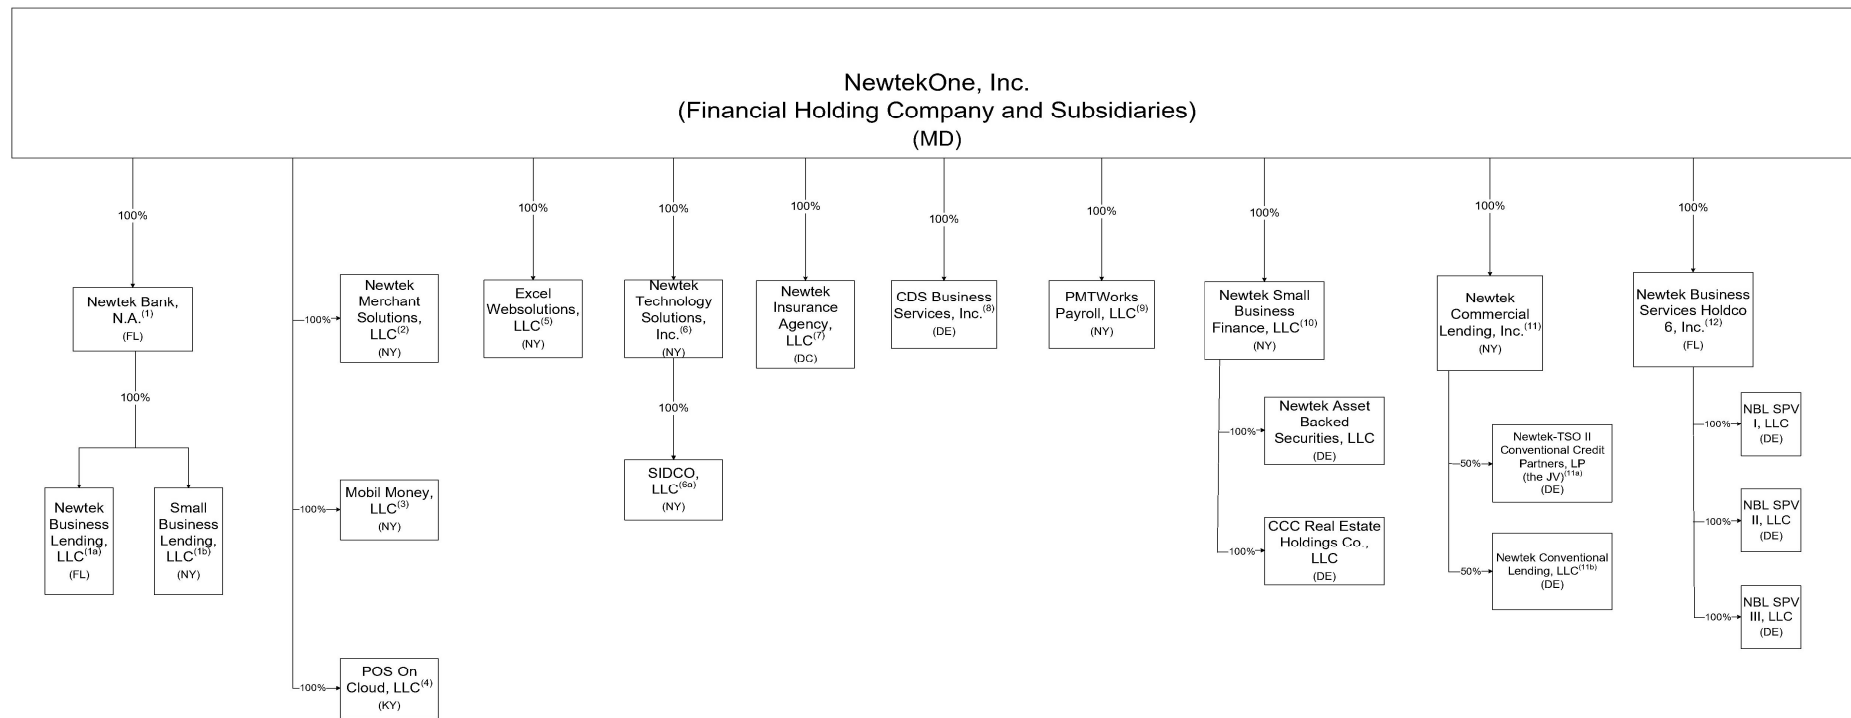 NewtekOne, Inc.
(Financial Holding Company and Subsidiaries)
(MD)
100%
Newtek Bank,
N.A.(1)
(FL)
100%
Newtek
Business
Lending,
LLC(1a)
(FL)
Small
Business
Lending,
LLC(1b)
(NY)
100%
Newtek
Merchant
Solutions,
LLC(2)
(NY)
100%
Mobil Money,
LLC(3)
(NY)
100%
POS On
Cloud, LLC(4)
(KY)
100%
Excel
Websolutions,
LLC(5)
(NY)
100%
Newtek
Technology
Solutions,
Inc.(6)
(NY)
100%
SIDCO,
LLC(6a)
(NY)
100%
Newtek
Insurance
Agency,
LLC(7)
(DC)
100%
CDS Business
Services, Inc.(8)
(DE)
100%
PMTWorks
Payroll, LLC(9)
(NY)
100%
Newtek Small
Business
Finance, LLC(10)
(NY)
100%
Newtek Asset
Backed
Securities, LLC
(DE)
100%
CCC Real Estate
Holdings Co.,
LLC
(DE)
100%
Newtek
Commercial
Lending, Inc.(11)
(NY)
50%
Newtek-TSO II
Conventional Credit
Partners, LP
(the JV)(11a)
(DE)
50%
Newtek Conventional
Lending, LLC(11b)
(DE)
100%
Newtek Business
Services Holdco
6, Inc.(12)
(FL)
100%
NBL SPV
I, LLC
(DE)
100%
NBL SPV
II, LLC
(DE)
100%
NBL SPV
III, LLC
(DE)